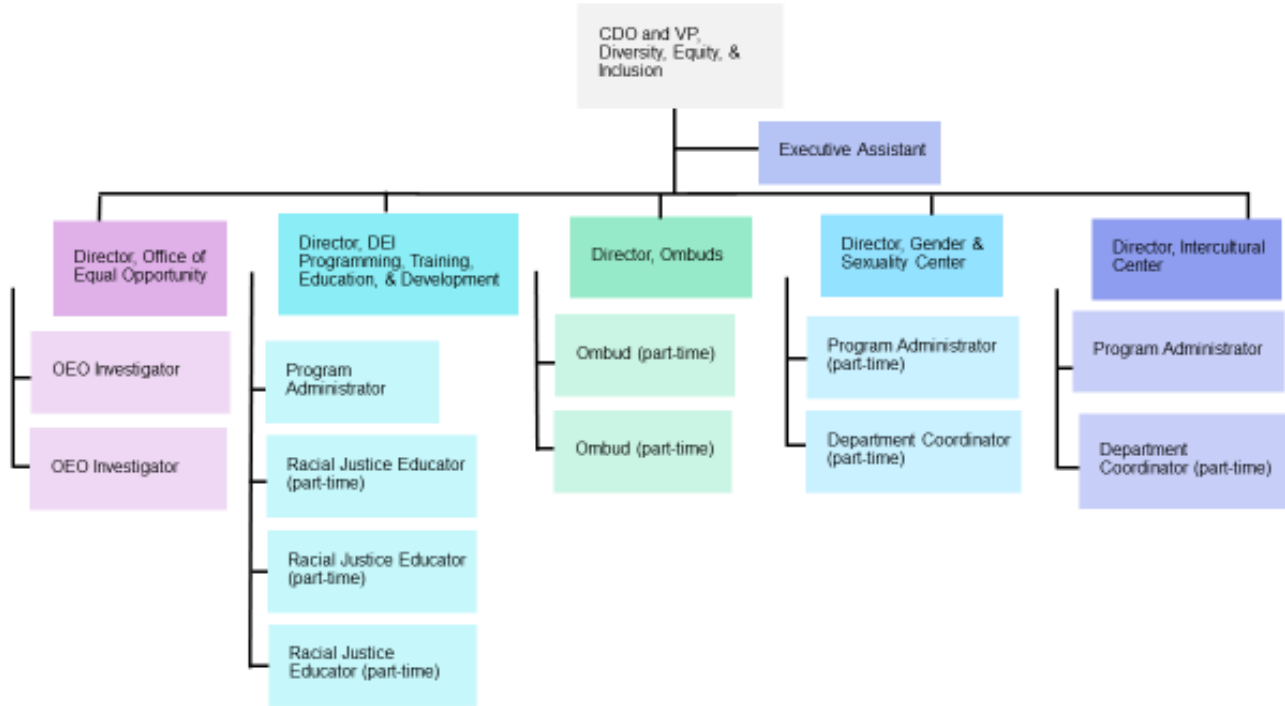 CDO and VP,
Diversity, Equity, &
Inclusion
Executive Assistant
Director, Office of
Equal Opportunity
OEO Investigator
OEO Investigator
Director, DEI
Programming, Training,
Education, & Development
Program
Administrator
Racial Justice Educator
(part-time)
Racial Justice Educator
(part-time)
Racial Justice
Educator (part-time)
Director, Ombuds
Ombud (part-time)
Ombud (part-time)
Director, Gender &
Sexuality Center
Program Administrator
(part-time)
Department Coordinator
(part-time)
Director, Intercultural
Center
Program Administrator
Department
Coordinator (part-time)